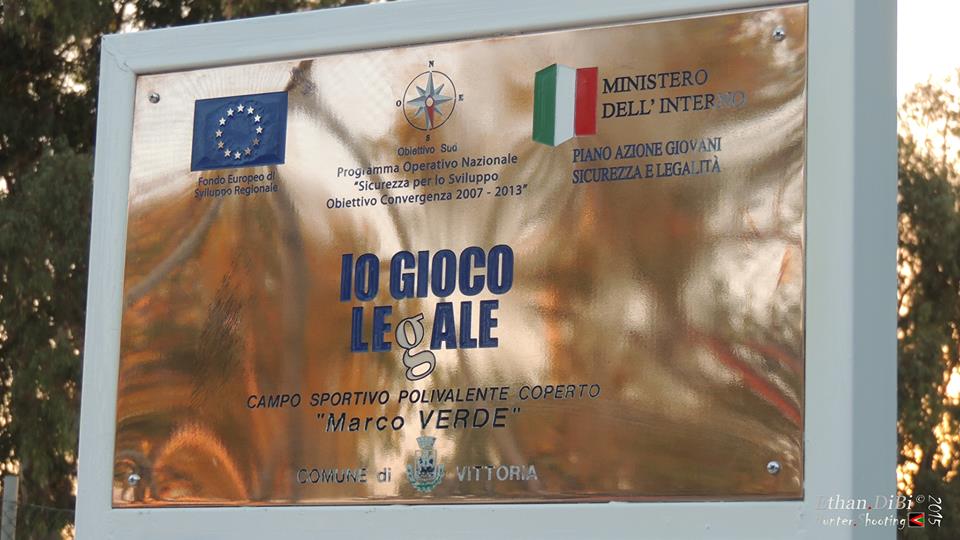 N
O E
S
Obiettivo Sud
Fondo Europeo di
Sviluppo Regionale
Programma Operativo Nazionale
"Sicurezza per lo Sviluppo
Obiettivo Convergenza 2007 - 2013"
MINISTERO
DELL' INTERNO
PIANO AZIONE GIOVANI
SICUREZZA E LEGALITÀ
IO GIOCO
LEgALE
CAMPO SPORTIVO POLIVALENTE COPERTO
"Marco VERDE"
COMUNE di VITTORIA
Ethan.DiBi©
Hunter.Shooting
2015